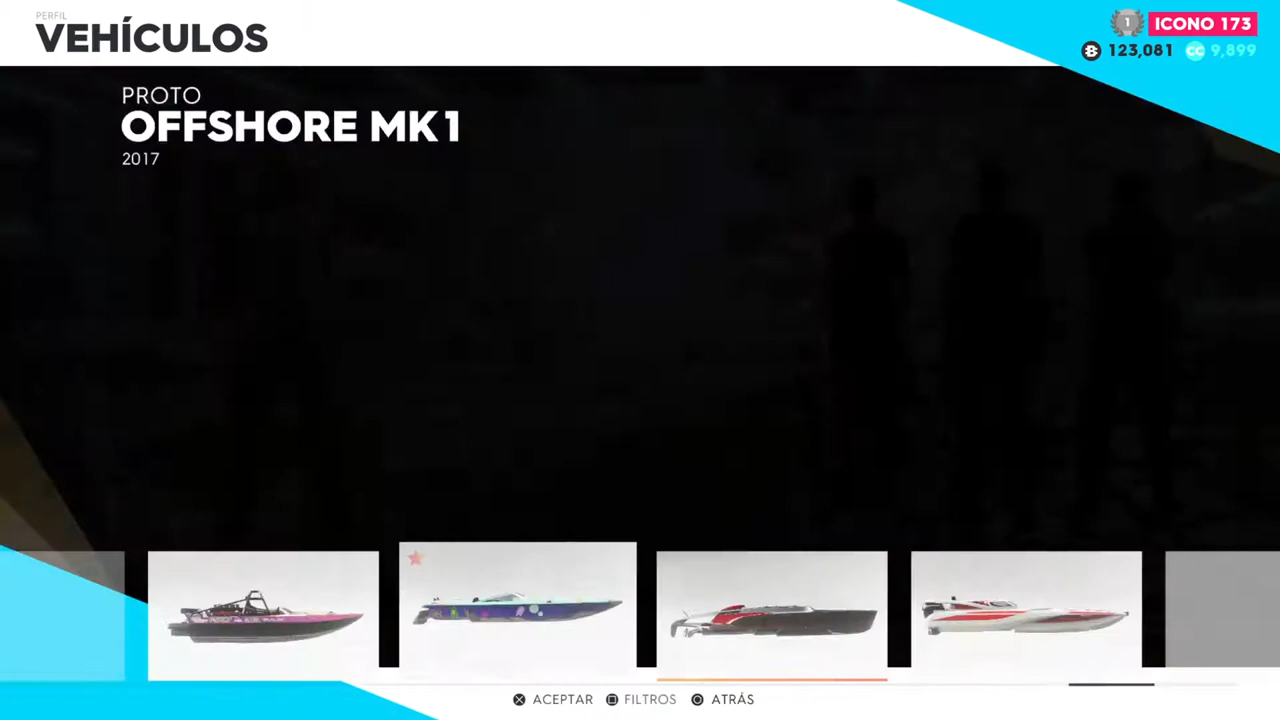 PERFIL
VEHÍCULOS
1
ICONO 173
123,081
CC 9,899
PROTO
OFFSHORE MK1
2017
ACEPTAR
FILTROS
ATRÁS